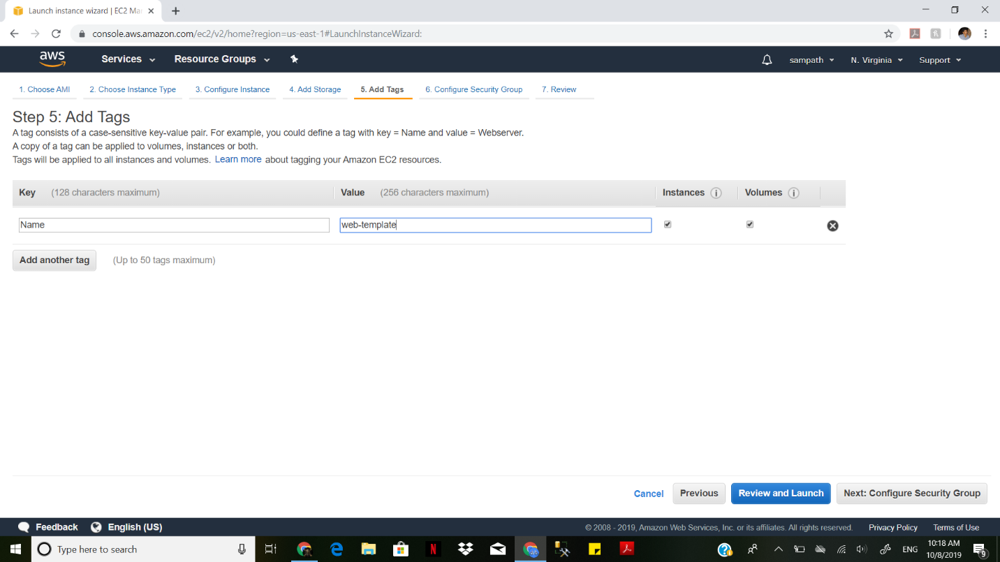 Launch instance wizard | EC2 Ma
console.aws.amazon.com/ec2/v2/home?region=us-east-1#LaunchInstanceWizard:
aws Services Resource Groups sampath N. Virginia Support
1. Choose AMI 2. Choose Instance Type 3. Configure Instance 4. Add Storage 5. Add Tags 6. Configure Security Group 7. Review
Step 5: Add Tags
A tag consists of a case-sensitive key-value pair. For example, you could define a tag with key = Name and value = Webserver.
A copy of a tag can be applied to volumes, instances or both.
Tags will be applied to all instances and volumes. Learn more about tagging your Amazon EC2 resources.
Key (128 characters maximum) Value (256 characters maximum) Instances i Volumes i
Name web-template
Add another tag (Up to 50 tags maximum)
Cancel Previous Review and Launch Next: Configure Security Group
Feedback English (US) © 2008 - 2019, Amazon Web Services, Inc. or its affiliates. All rights reserved. Privacy Policy Terms of Use
Type here to search N ENG 10:18 AM
10/8/2019 9